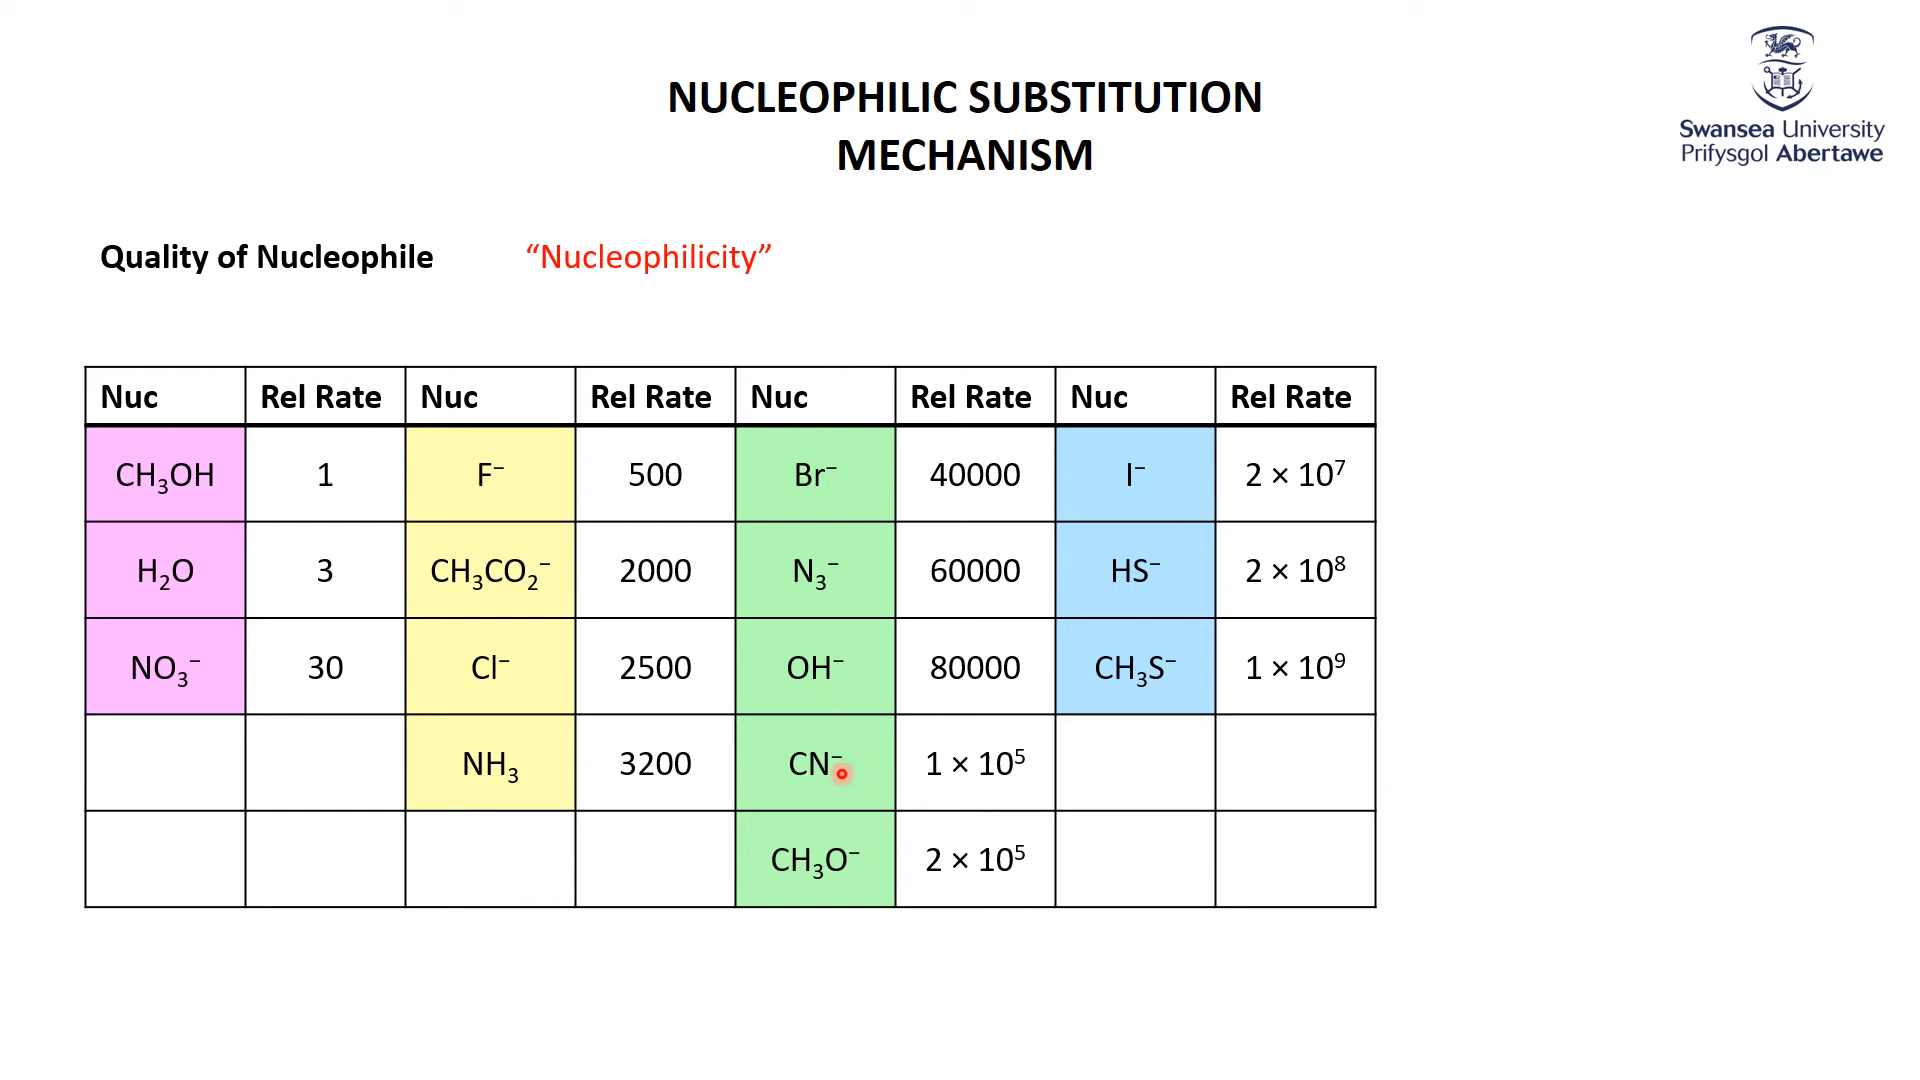 NUCLEOPHILIC SUBSTITUTION
MECHANISM
Swansea University
Prifysgol Abertawe
Quality of Nucleophile “Nucleophilicity”
Nuc Rel Rate Nuc Rel Rate Nuc Rel Rate Nuc Rel Rate
CH₃OH 1 F⁻ 500 Br⁻ 40000 I⁻ 2 × 10⁷
H₂O 3 CH₃CO₂⁻ 2000 N₃⁻ 60000 HS⁻ 2 × 10⁸
NO₃⁻ 30 Cl⁻ 2500 OH⁻ 80000 CH₃S⁻ 1 × 10⁹
NH₃ 3200 CN⁻ 1 × 10⁵
CH₃O⁻ 2 × 10⁵